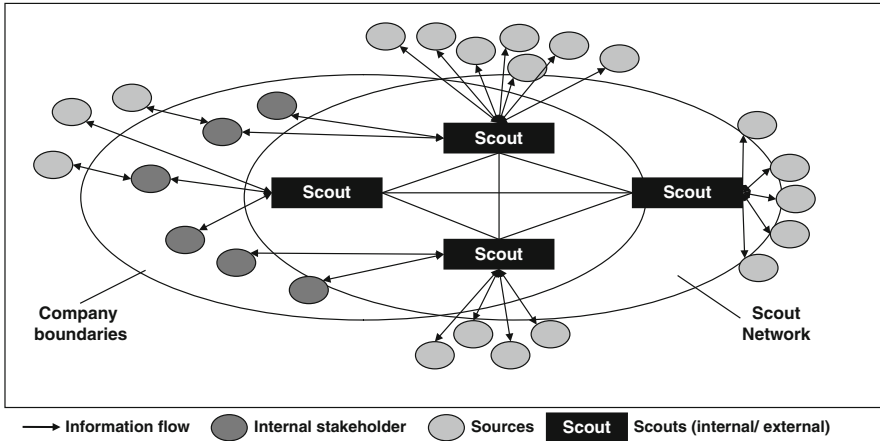 Scout
Scout
Scout
Scout
Company
boundaries
Scout
Network
Information flow
Internal stakeholder
Sources
Scout
Scouts (internal/ external)